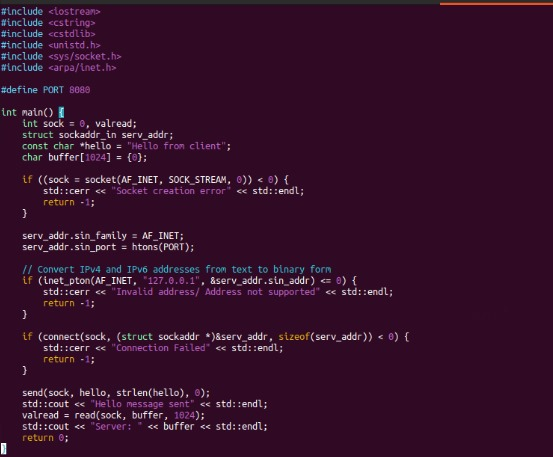 #include <iostream>
#include <cstring>
#include <cstdlib>
#include <unistd.h>
#include <sys/socket.h>
#include <arpa/inet.h>
#define PORT 8080
int main() {
    int sock = 0, valread;
    struct sockaddr_in serv_addr;
    const char *hello = "Hello from client";
    char buffer[1024] = {0};
    if ((sock = socket(AF_INET, SOCK_STREAM, 0)) < 0) {
        std::cerr << "Socket creation error" << std::endl;
        return -1;
    }
    serv_addr.sin_family = AF_INET;
    serv_addr.sin_port = htons(PORT);
    // Convert IPv4 and IPv6 addresses from text to binary form
    if (inet_pton(AF_INET, "127.0.0.1", &serv_addr.sin_addr) <= 0) {
        std::cerr << "Invalid address/ Address not supported" << std::endl;
        return -1;
    }
    if (connect(sock, (struct sockaddr *)&serv_addr, sizeof(serv_addr)) < 0) {
        std::cerr << "Connection Failed" << std::endl;
        return -1;
    }
    send(sock, hello, strlen(hello), 0);
    std::cout << "Hello message sent" << std::endl;
    valread = read(sock, buffer, 1024);
    std::cout << "Server: " << buffer << std::endl;
    return 0;
}